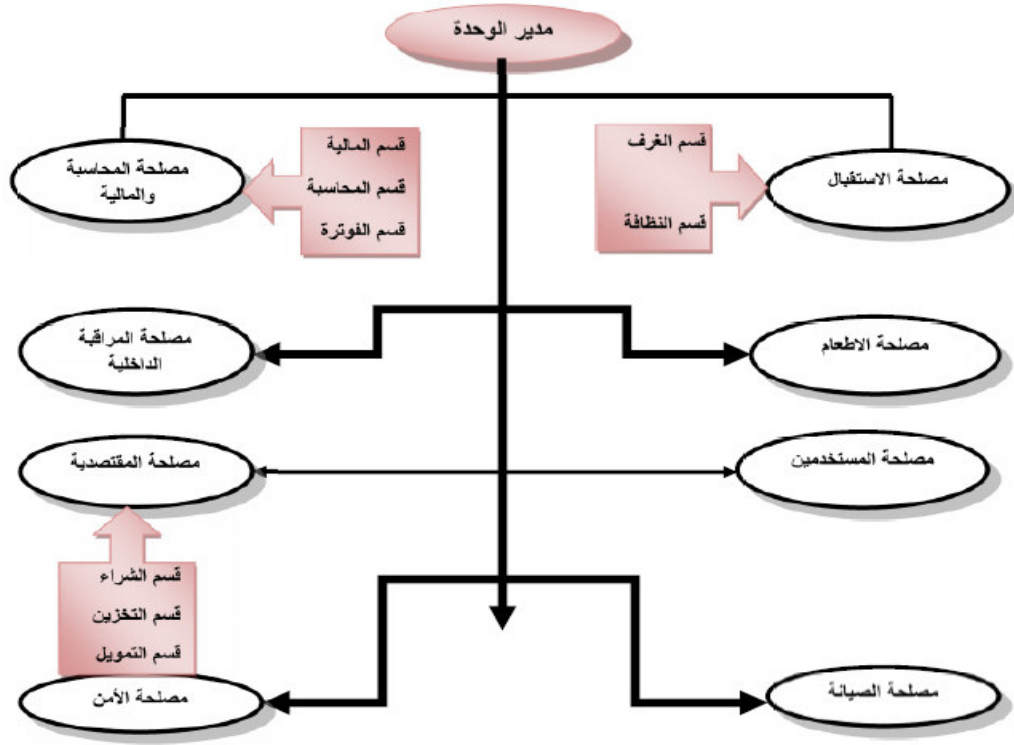 مدير الوحدة
مصلحة الاستقبال
قسم الغرف
قسم النظافة
قسم المالية
قسم المحاسبة
قسم الفوترة
مصلحة المحاسبة
والمالية
مصلحة الاطعام
مصلحة المراقبة
الداخلية
مصلحة المستخدمين
مصلحة المقتصدية
قسم الشراء
قسم التخزين
قسم التمويل
مصلحة الصيانة
مصلحة الأمن